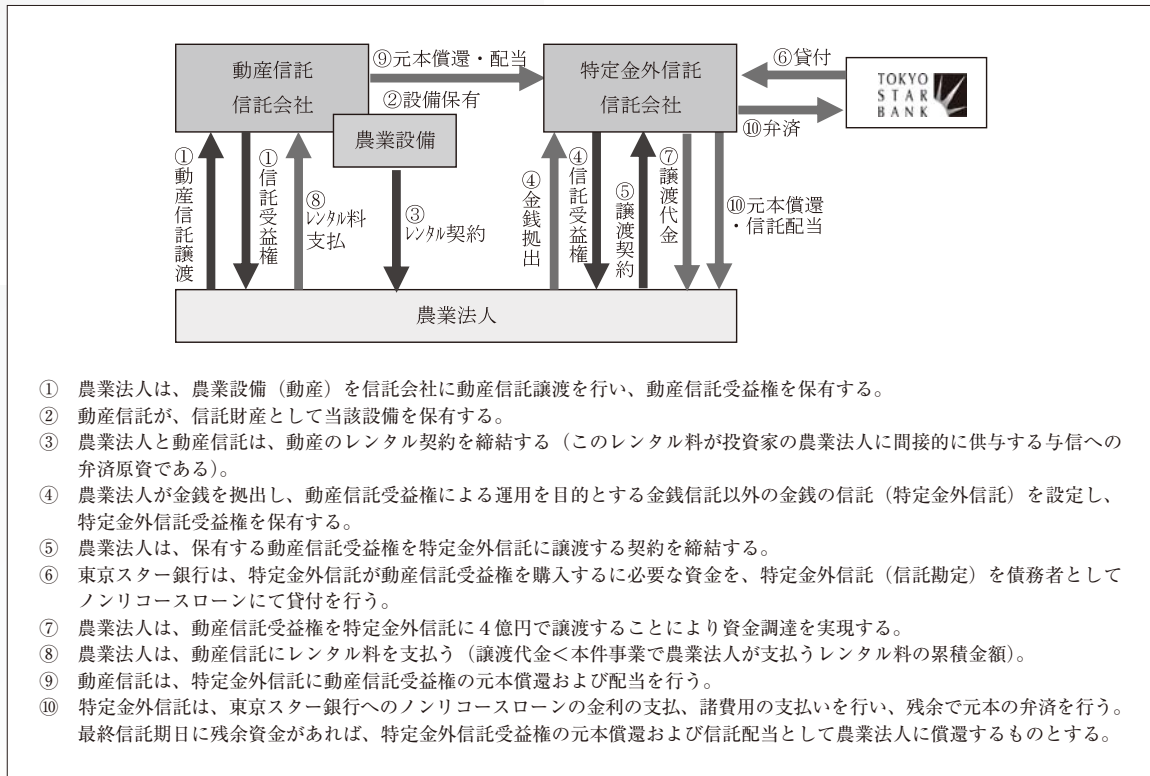 動産信託
信託会社
⑨元本償還・配当
②設備保有
農業設備
特定金外信託
信託会社
⑥貸付
⑩弁済
TOKYO
STAR
BANK
①動産信託譲渡
①信託受益権
⑧
レンタル料
支払
③
レンタル契約
④金銭拠出
④信託受益権
⑤譲渡契約
⑦譲渡代金
⑩元本償還
・信託配当
農業法人
① 農業法人は、農業設備（動産）を信託会社に動産信託譲渡を行い、動産信託受益権を保有する。
② 動産信託が、信託財産として当該設備を保有する。
③ 農業法人と動産信託は、動産のレンタル契約を締結する（このレンタル料が投資家の農業法人に間接的に供与する与信への
弁済原資である）。
④ 農業法人が金銭を拠出し、動産信託受益権による運用を目的とする金銭信託以外の金銭の信託（特定金外信託）を設定し、
特定金外信託受益権を保有する。
⑤ 農業法人は、保有する動産信託受益権を特定金外信託に譲渡する契約を締結する。
⑥ 東京スター銀行は、特定金外信託が動産信託受益権を購入するに必要な資金を、特定金外信託（信託勘定）を債務者として
ノンリコースローンにて貸付を行う。
⑦ 農業法人は、動産信託受益権を特定金外信託に４億円で譲渡することにより資金調達を実現する。
⑧ 農業法人は、動産信託にレンタル料を支払う（譲渡代金＜本件事業で農業法人が支払うレンタル料の累積金額）。
⑨ 動産信託は、特定金外信託に動産信託受益権の元本償還および配当を行う。
⑩ 特定金外信託は、東京スター銀行へのノンリコースローンの金利の支払、諸費用の支払いを行い、残余で元本の弁済を行う。
最終信託期日に残余資金があれば、特定金外信託受益権の元本償還および信託配当として農業法人に償還するものとする。